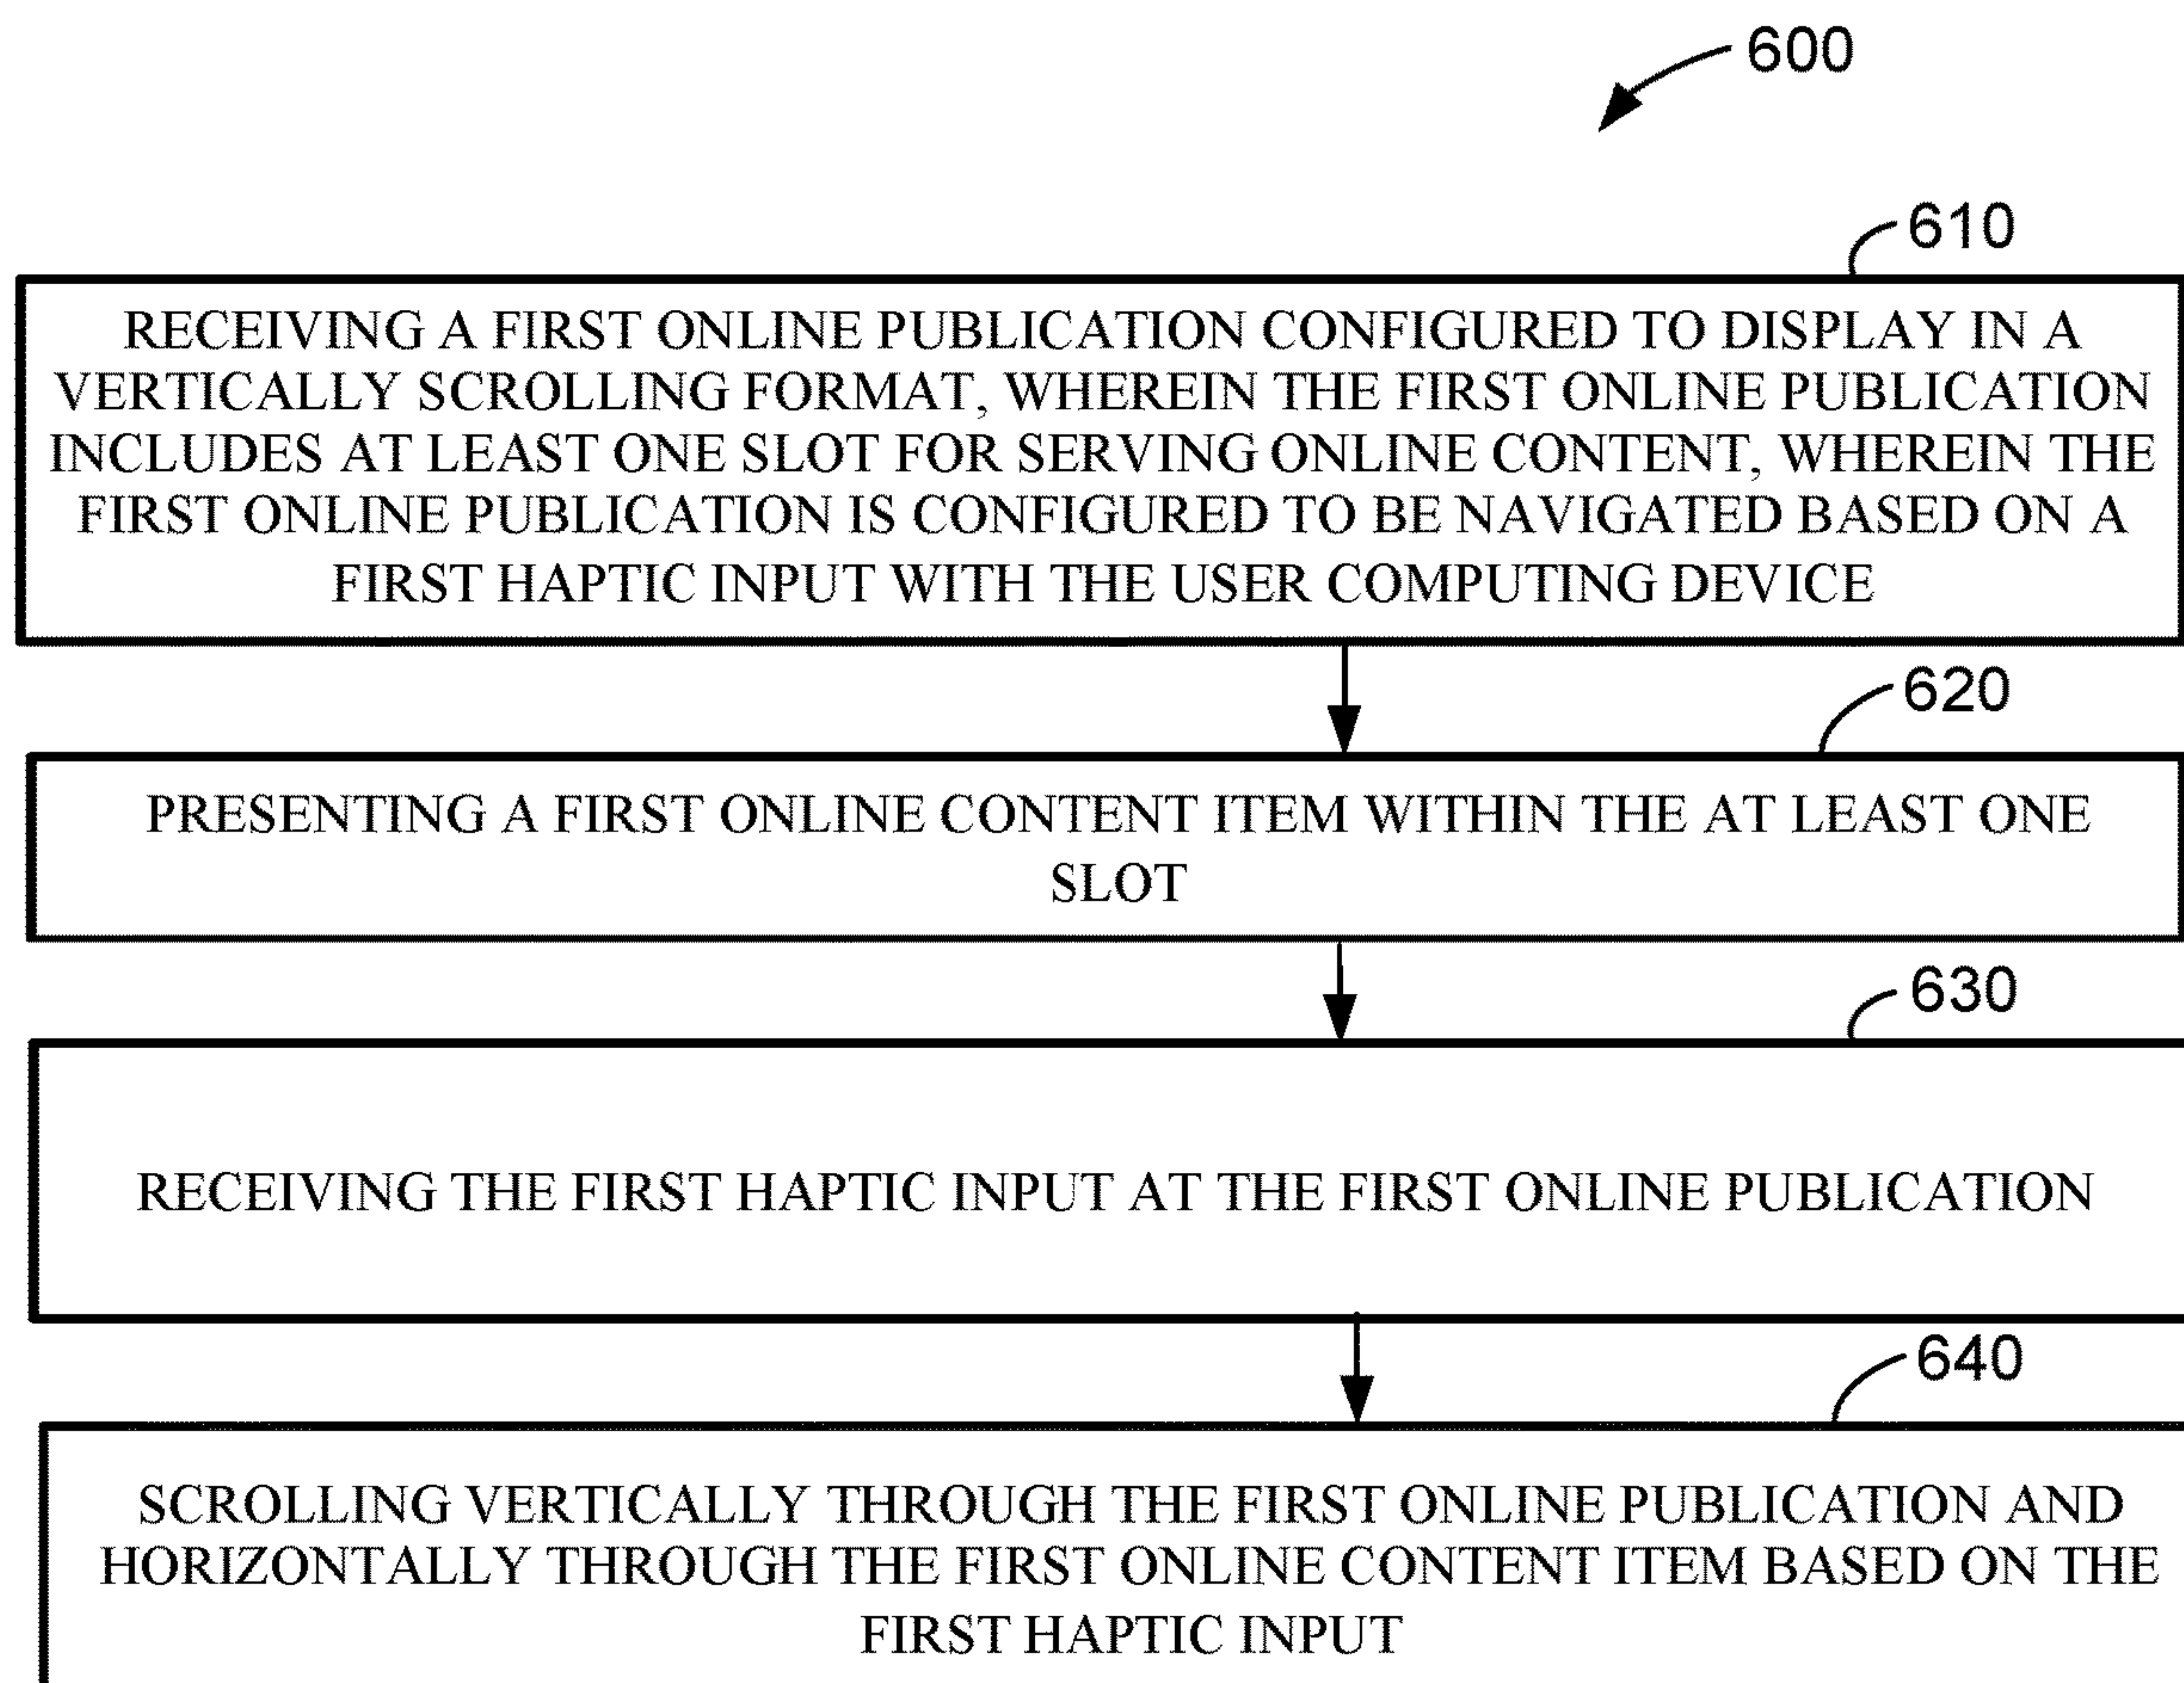 600
610
RECEIVING A FIRST ONLINE PUBLICATION CONFIGURED TO DISPLAY IN A
VERTICALLY SCROLLING FORMAT, WHEREIN THE FIRST ONLINE PUBLICATION
INCLUDES AT LEAST ONE SLOT FOR SERVING ONLINE CONTENT, WHEREIN THE
FIRST ONLINE PUBLICATION IS CONFIGURED TO BE NAVIGATED BASED ON A
FIRST HAPTIC INPUT WITH THE USER COMPUTING DEVICE
620
PRESENTING A FIRST ONLINE CONTENT ITEM WITHIN THE AT LEAST ONE
SLOT
630
RECEIVING THE FIRST HAPTIC INPUT AT THE FIRST ONLINE PUBLICATION
640
SCROLLING VERTICALLY THROUGH THE FIRST ONLINE PUBLICATION AND
HORIZONTALLY THROUGH THE FIRST ONLINE CONTENT ITEM BASED ON THE
FIRST HAPTIC INPUT